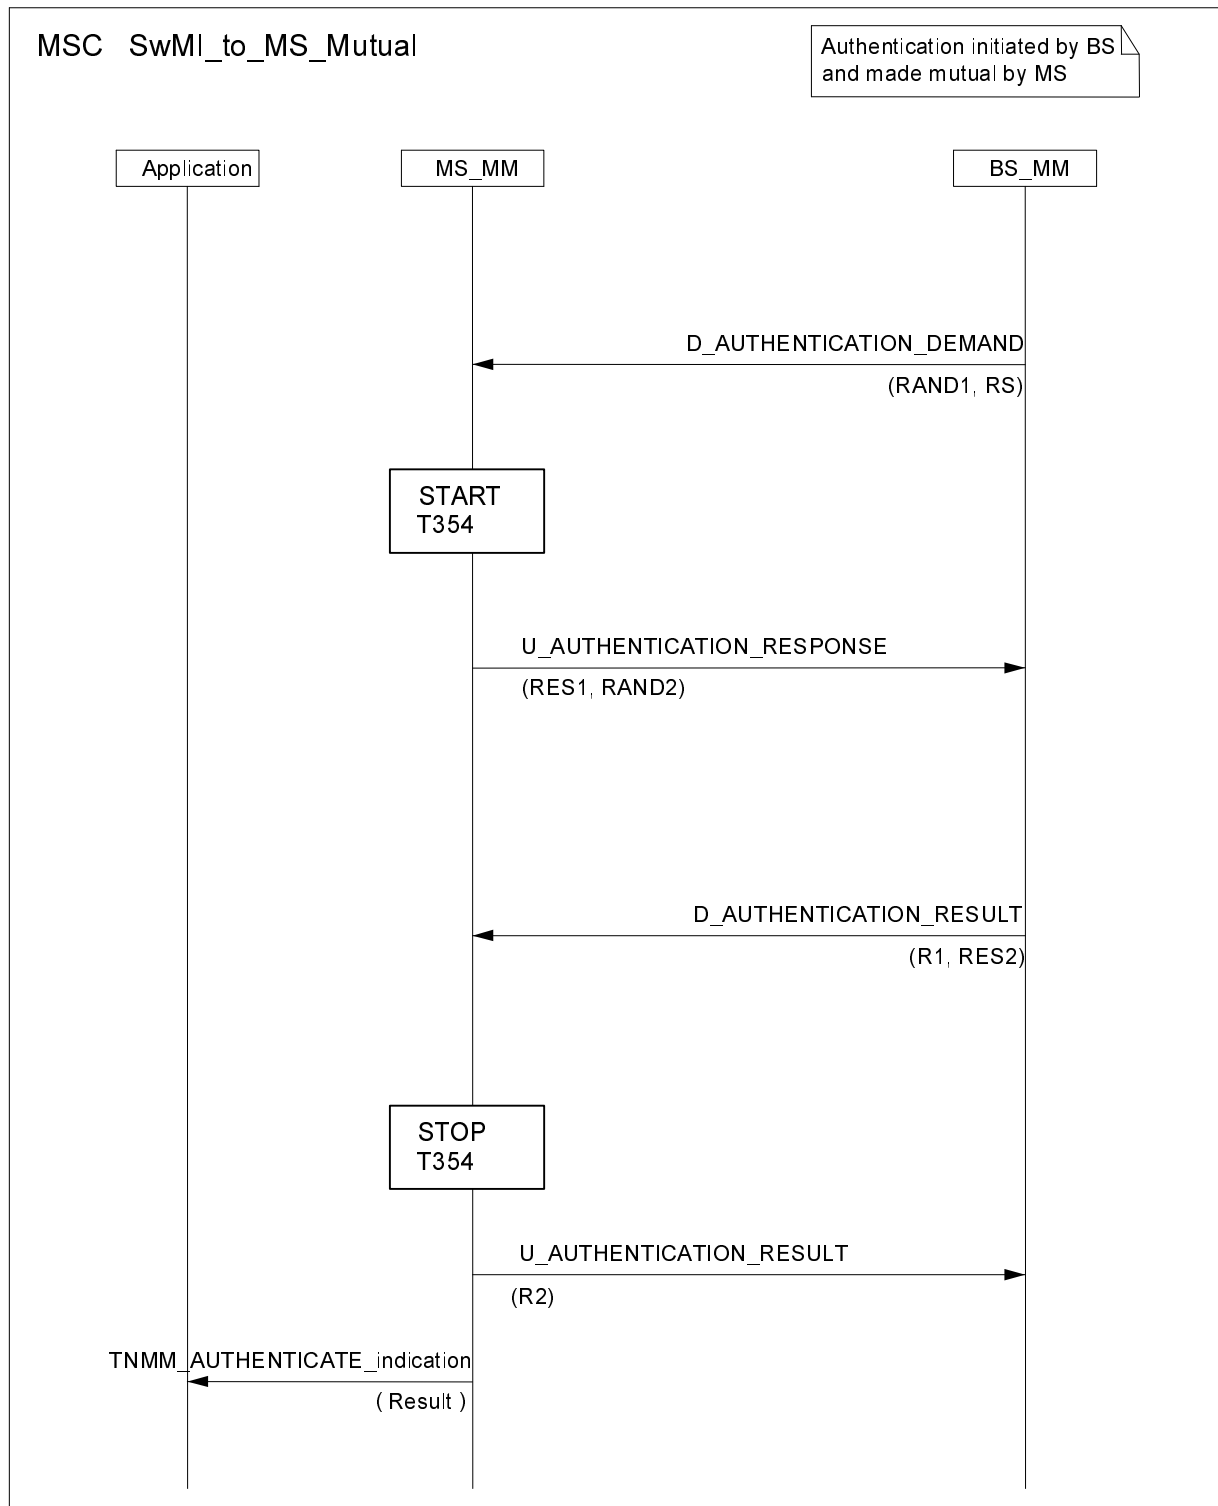 MSC SwMI_to_MS_Mutual
Authentication initiated by BS
and made mutual by MS
Application
MS_MM
BS_MM
D_AUTHENTICATION_DEMAND
(RAND1, RS)
START
T354
U_AUTHENTICATION_RESPONSE
(RES1, RAND2)
D_AUTHENTICATION_RESULT
(R1, RES2)
STOP
T354
U_AUTHENTICATION_RESULT
(R2)
TNMM_AUTHENTICATE_indication
( Result )